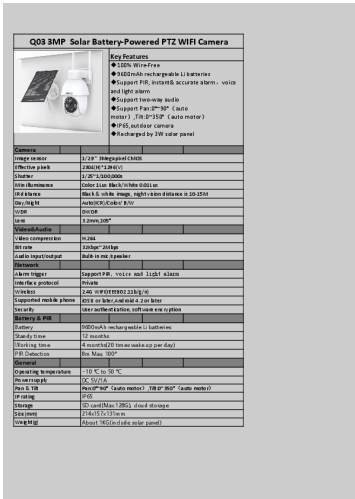 Q03 3MP Solar Battery-Powered PTZ WIFI Camera
Key Features
◆100% Wire-Free
◆9600mAh rechargeable Li batteries
◆Support PIR, instant& accurate alarm，voice
and light alarm
◆Support two-way audio
◆Support Pan:0~90°（auto
motor）,Tilt:0~350°（auto motor）
◆IP65,outdoor camera
◆Recharged by 3W solar panel
Camera
Image sensor 1/2.9" 3Megapixel CMOS
Effective pixels 2304(H)*1296(V)
Shutter 1/25~1/100,000s
Min illuminance Color 1Lux Black/White 0.01Lux
IR distance Black & white image, night vision distance is 10-15M
Day/Night Auto(ICR)/Color/ B/W
WDR DWDR
Lens 3.2mm,105°
Video&Audio
Video compression H.264
Bit rate 32Kbps~2Mbps
Audio input/output Built-in mic/speaker
Network
Alarm trigger Support PIR, voice and light alarm
Interface protocol Private
Wireless 2.4G WIFI(IEEE802.11b/g/n)
Supported mobile phone iOS 8 or later,Android 4.2 or later
Security User authentication, software encryption
Battery & PIR
Battery 9600mAh rechargeable Li batteries
Standy time 12 months
Working time 4 months(20 times wake up per day)
PIR Detection 8m Max, 100°
General
Operating temperature -10 ℃ to 50 ℃
Power supply DC 5V/1A
Pan & Tilt Pan:0~90°（auto motor）,Tilt:0~350°（auto motor）
IP rating IP65
Storage SD card(Max 128G), cloud storage
Size(mm) 214x157x131mm
Weight(g) About 1KG(include solar panel)